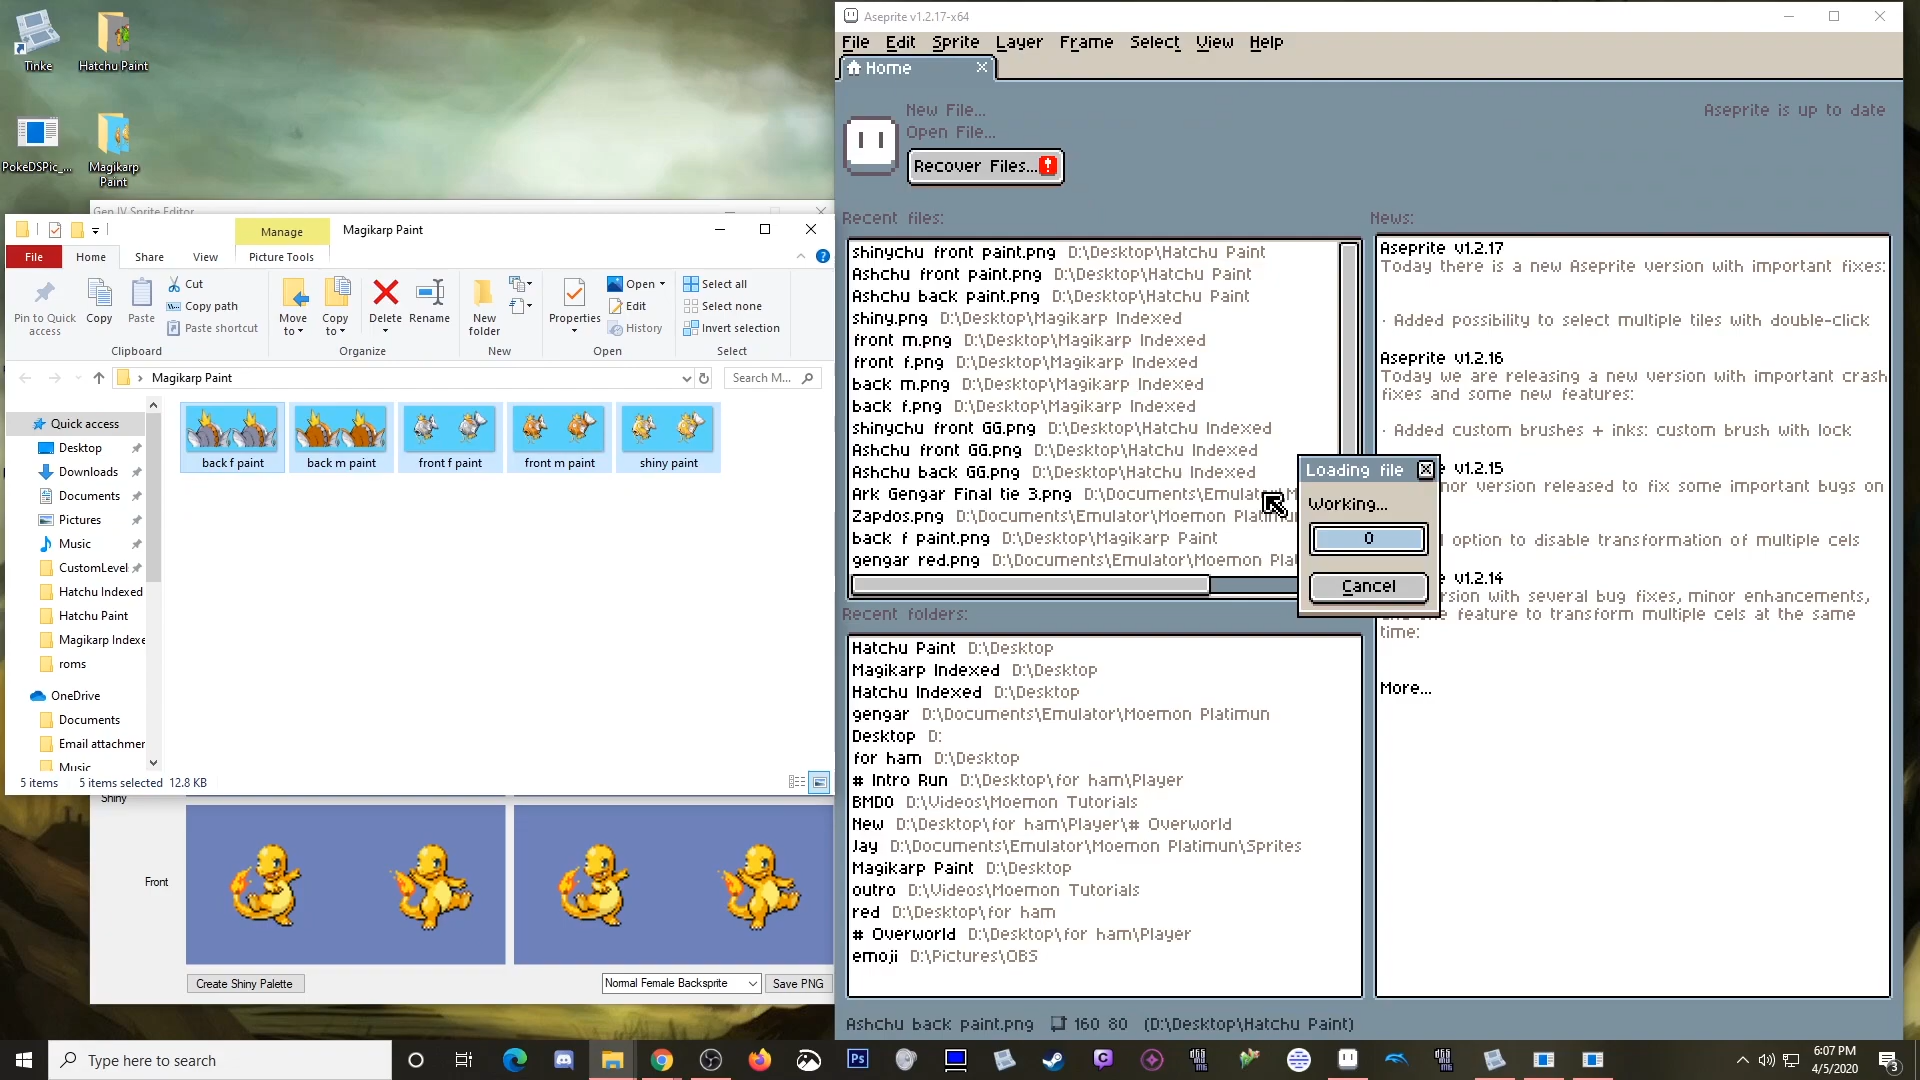 Tinke
Hatchu Paint
PokeDSPic_...
Magikarp
Paint
Gen IV Sprite Editor
Manage
Magikarp Paint
File
Home
Share
View
Picture Tools
Pin to Quick
access
Copy
Paste
Cut
Copy path
Paste shortcut
Clipboard
Move
to
Copy
to
Delete
Rename
Organize
New
folder
New
Properties
Open
Edit
History
Open
Select all
Select none
Invert selection
Select
Magikarp Paint
Search M...
Quick access
Desktop
Downloads
Documents
Pictures
Music
CustomLevel
Hatchu Indexed
Hatchu Paint
Magikarp Indexe
roms
OneDrive
Documents
Email attachmer
Music
back f paint
back m paint
front f paint
front m paint
shiny paint
5 items
5 items selected
12.8 KB
Shiny
Front
Create Shiny Palette
Normal Female Backsprite
Save PNG
Aseprite v1.2.17-x64
File Edit Sprite Layer Frame Select View Help
Home
New File...
Open File...
Recover Files...
Aseprite is up to date
Recent files:
shinychu front paint.png D:\Desktop\Hatchu Paint
Ashchu front paint.png D:\Desktop\Hatchu Paint
Ashchu back paint.png D:\Desktop\Hatchu Paint
shiny.png D:\Desktop\Magikarp Indexed
front m.png D:\Desktop\Magikarp Indexed
front f.png D:\Desktop\Magikarp Indexed
back m.png D:\Desktop\Magikarp Indexed
back f.png D:\Desktop\Magikarp Indexed
shinychu front GG.png D:\Desktop\Hatchu Indexed
Ashchu front GG.png D:\Desktop\Hatchu Indexed
Ashchu back GG.png D:\Desktop\Hatchu Indexed
Ark Gengar Final tie 3.png D:\Documents\Emulator\M
Zapdos.png D:\Documents\Emulator\Moemon Platimun
back f paint.png D:\Desktop\Magikarp Paint
gengar red.png D:\Documents\Emulator\Moemon Plat
Recent folders:
Hatchu Paint D:\Desktop
Magikarp Indexed D:\Desktop
Hatchu Indexed D:\Desktop
gengar D:\Documents\Emulator\Moemon Platimun
Desktop D:
for ham D:\Desktop
# Intro Run D:\Desktop\for ham\Player
BMDO D:\Videos\Moemon Tutorials
New D:\Desktop\for ham\Player\# Overworld
Jay D:\Documents\Emulator\Moemon Platimun\Sprites
Magikarp Paint D:\Desktop
outro D:\Videos\Moemon Tutorials
red D:\Desktop\for ham
# Overworld D:\Desktop\for ham\Player
emoji D:\Pictures\OBS
News:
Aseprite v1.2.17
Today there is a new Aseprite version with important fixes:
· Added possibility to select multiple tiles with double-click
Aseprite v1.2.16
Today we are releasing a new version with important crash
fixes and some new features:
· Added custom brushes + inks: custom brush with lock
v1.2.15
version released to fix some important bugs on
option to disable transformation of multiple cels
v1.2.14
with several bug fixes, minor enhancements,
feature to transform multiple cels at the same
time:
More...
Loading file
Working...
0
Cancel
Ashchu back paint.png 160 80 (D:\Desktop\Hatchu Paint)
Type here to search
Ps
6:07 PM
4/5/2020
3